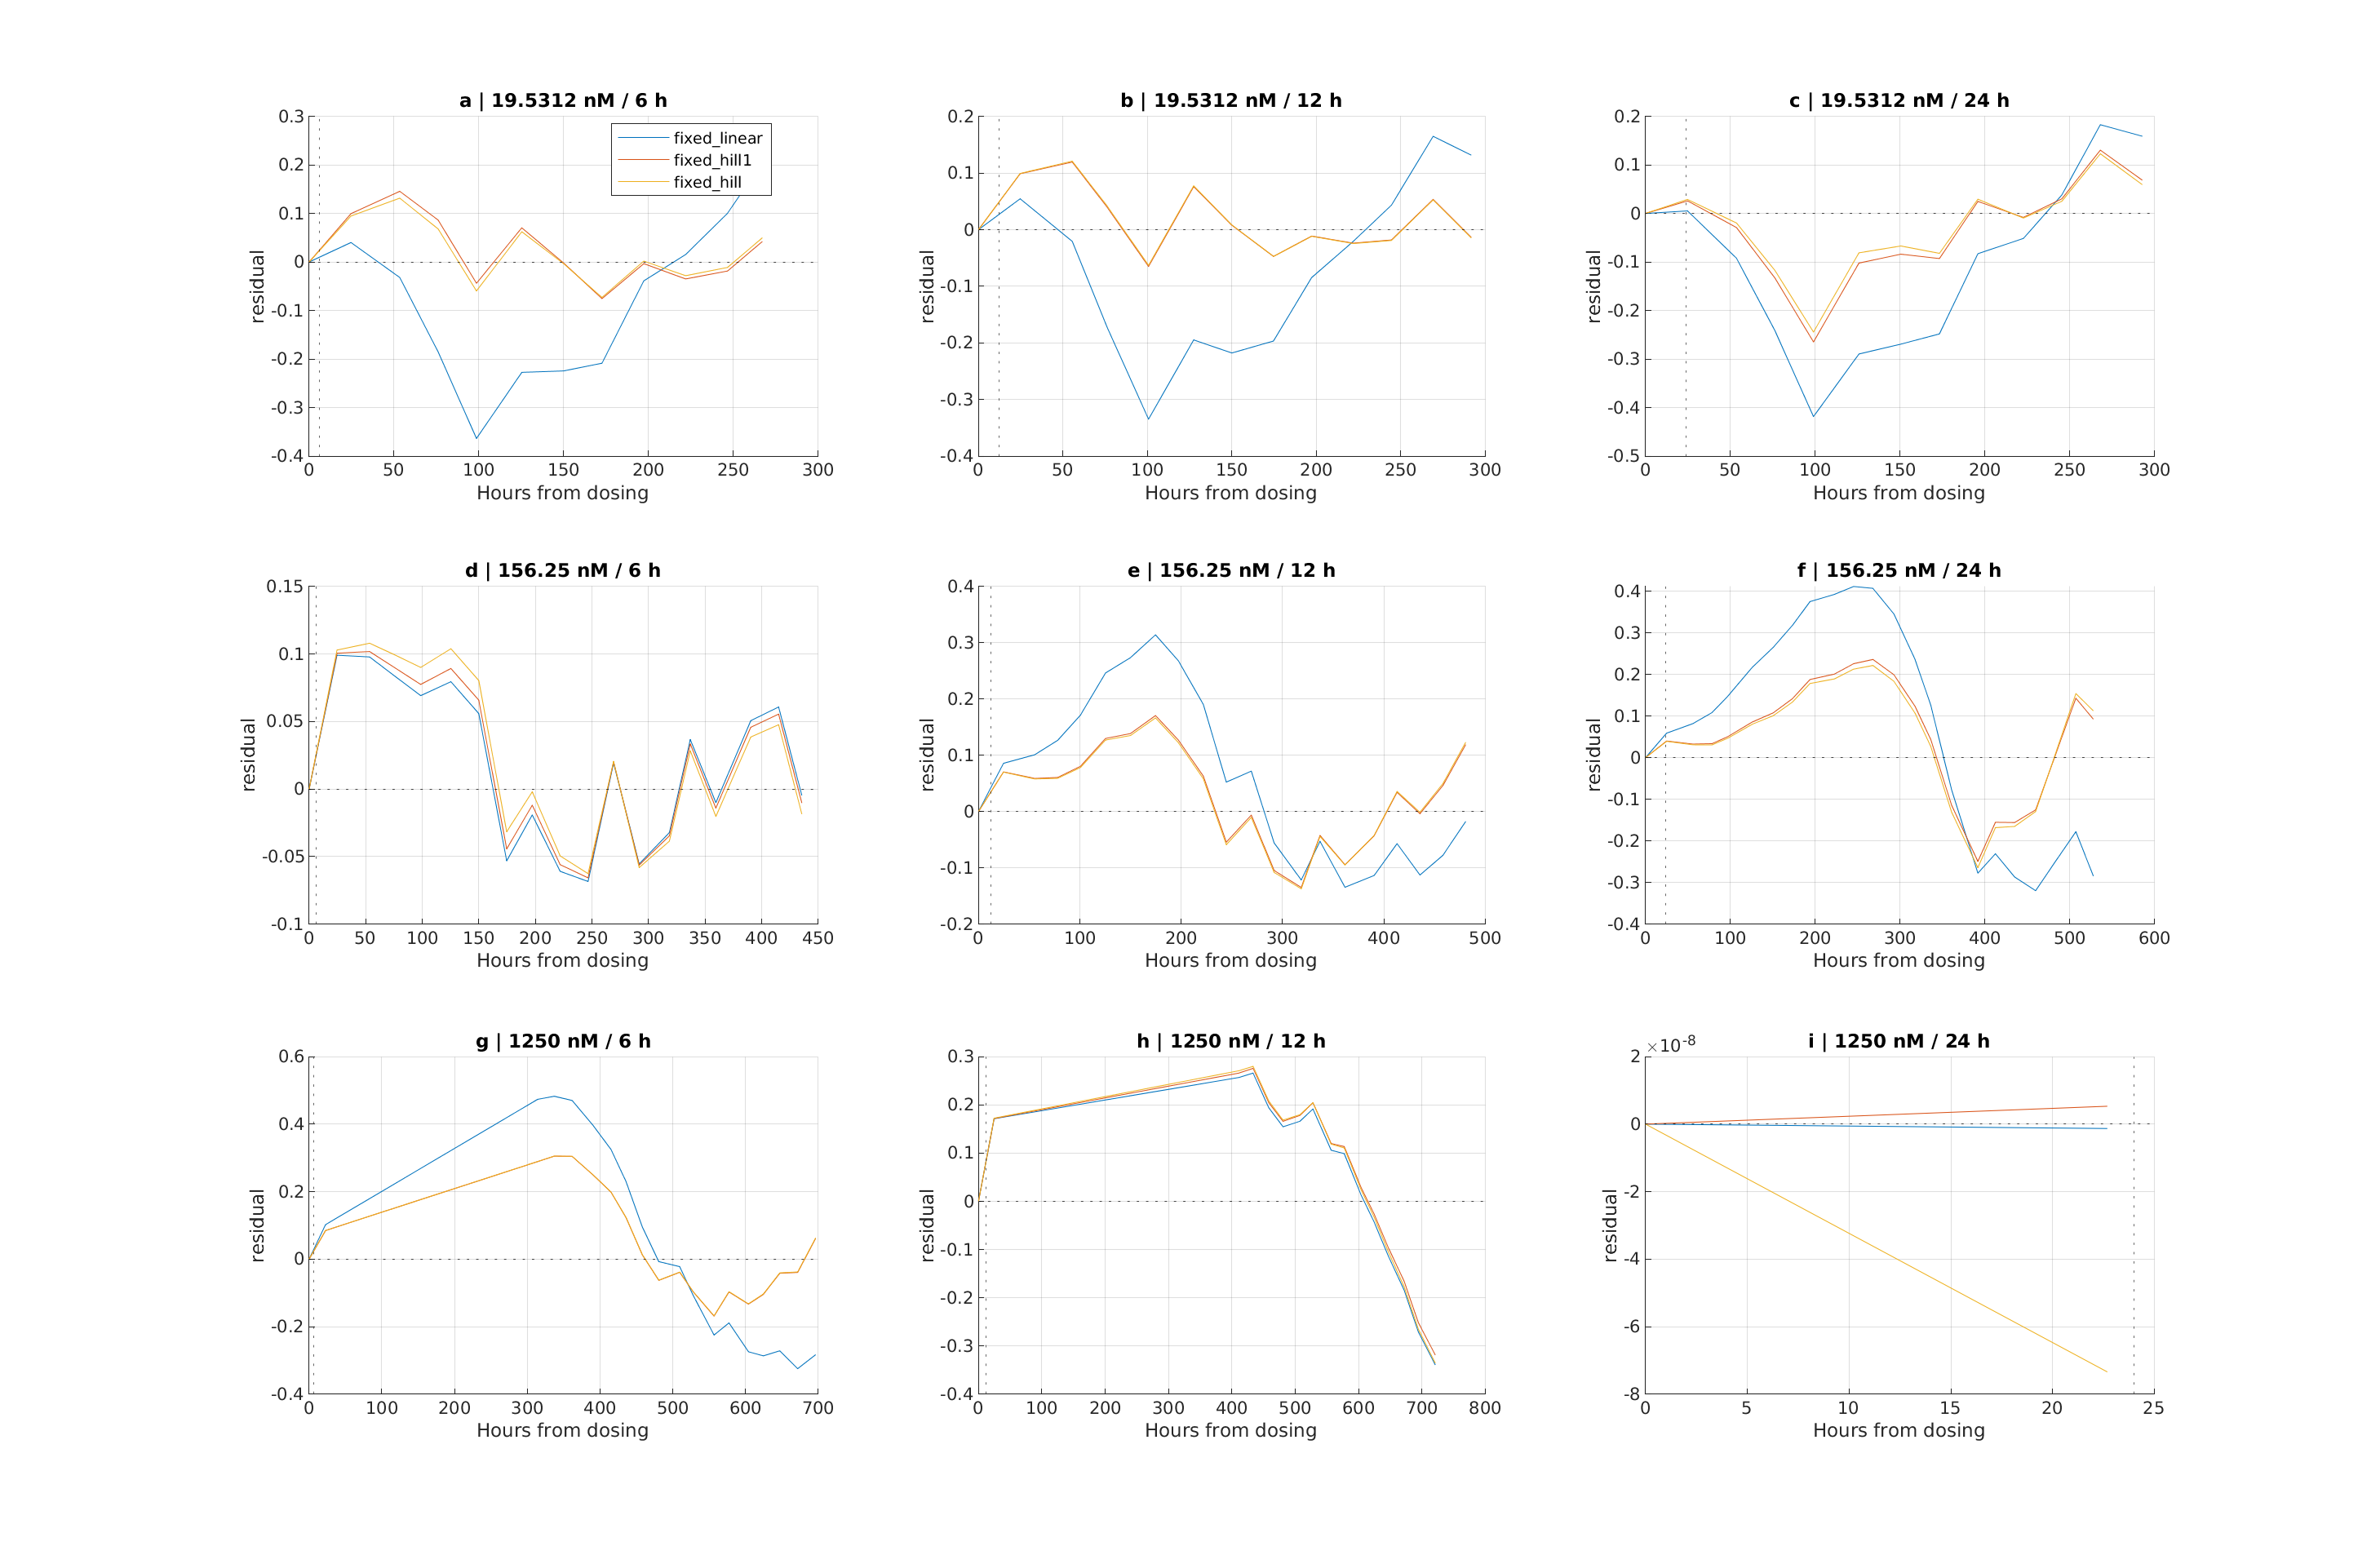 a | 19.5312 nM / 6 h
0.3
0.2
0.1
0
-0.1
-0.2
-0.3
-0.4
residual
fixed_linear
fixed_hill1
fixed_hill
0 50 100 150 200 250 300
Hours from dosing
b | 19.5312 nM / 12 h
0.2
0.1
0
-0.1
-0.2
-0.3
-0.4
residual
0 50 100 150 200 250 300
Hours from dosing
c | 19.5312 nM / 24 h
0.2
0.1
0
-0.1
-0.2
-0.3
-0.4
-0.5
residual
0 50 100 150 200 250 300
Hours from dosing
d | 156.25 nM / 6 h
0.15
0.1
0.05
0
-0.05
-0.1
residual
0 50 100 150 200 250 300 350 400 450
Hours from dosing
e | 156.25 nM / 12 h
0.4
0.3
0.2
0.1
0
-0.1
-0.2
residual
0 100 200 300 400 500
Hours from dosing
f | 156.25 nM / 24 h
0.4
0.3
0.2
0.1
0
-0.1
-0.2
-0.3
-0.4
residual
0 100 200 300 400 500 600
Hours from dosing
g | 1250 nM / 6 h
0.6
0.4
0.2
0
-0.2
-0.4
residual
0 100 200 300 400 500 600 700
Hours from dosing
h | 1250 nM / 12 h
0.3
0.2
0.1
0
-0.1
-0.2
-0.3
-0.4
residual
0 100 200 300 400 500 600 700 800
Hours from dosing
i | 1250 nM / 24 h
×10⁻⁸
2
0
-2
-4
-6
-8
residual
0 5 10 15 20 25
Hours from dosing